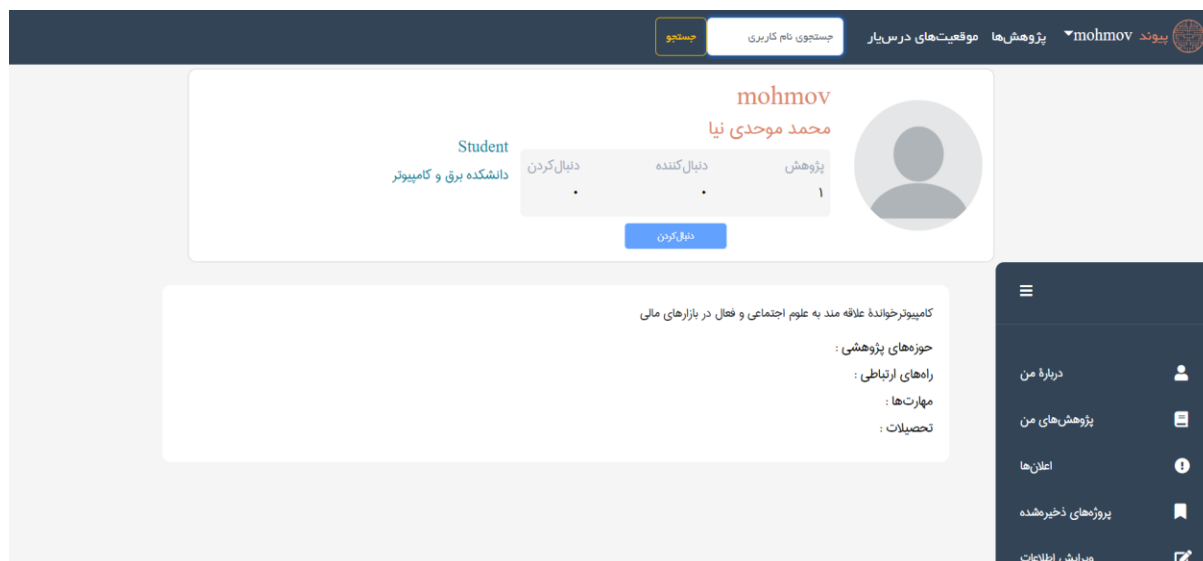 پیوند mohmov پژوهش‌ها موقعیت‌های درس‌یار جستجوی نام کاربری جستجو
mohmov
محمد موحدی نیا
پژوهش دنبال‌کننده دنبال‌کردن
۱ ۰ ۰
دنبال‌کردن
Student
دانشکده برق و کامپیوتر
کامپیوترخواندهٔ علاقه مند به علوم اجتماعی و فعال در بازارهای مالی
حوزه‌های پژوهشی :
راه‌های ارتباطی :
مهارت‌ها :
تحصیلات :
دربارهٔ من
پژوهش‌های من
اعلان‌ها
پروژه‌های ذخیره‌شده
ویرایش اطلاعات